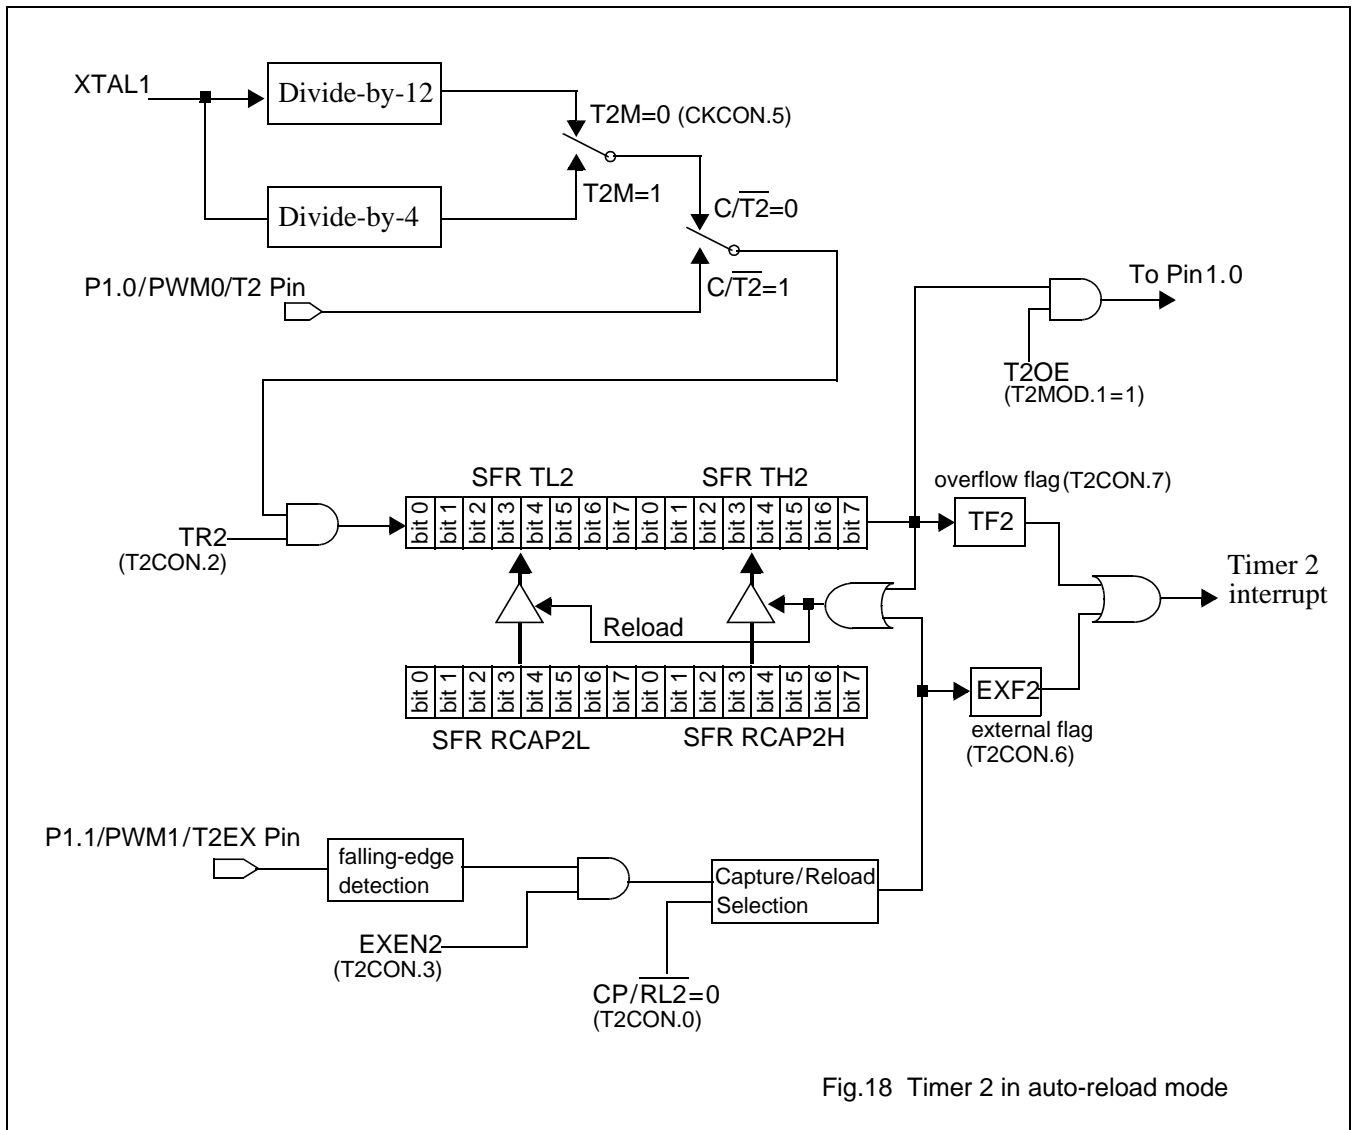 XTAL1
Divide-by-12
T2M=0 (CKCON.5)
T2M=1
Divide-by-4
C/T2=0
P1.0/PWM0/T2 Pin
C/T2=1
To Pin1.0
T2OE
(T2MOD.1=1)
SFR TL2
SFR TH2
overflow flag (T2CON.7)
bit 0 bit 1 bit 2 bit 3 bit 4 bit 5 bit 6 bit 7 bit 0 bit 1 bit 2 bit 3 bit 4 bit 5 bit 6 bit 7
TF2
TR2
(T2CON.2)
Timer 2
interrupt
Reload
bit 0 bit 1 bit 2 bit 3 bit 4 bit 5 bit 6 bit 7 bit 0 bit 1 bit 2 bit 3 bit 4 bit 5 bit 6 bit 7
EXF2
SFR RCAP2L
SFR RCAP2H
external flag
(T2CON.6)
P1.1/PWM1/T2EX Pin
falling-edge
detection
Capture/Reload
Selection
EXEN2
(T2CON.3)
CP/RL2=0
(T2CON.0)
Fig.18 Timer 2 in auto-reload mode